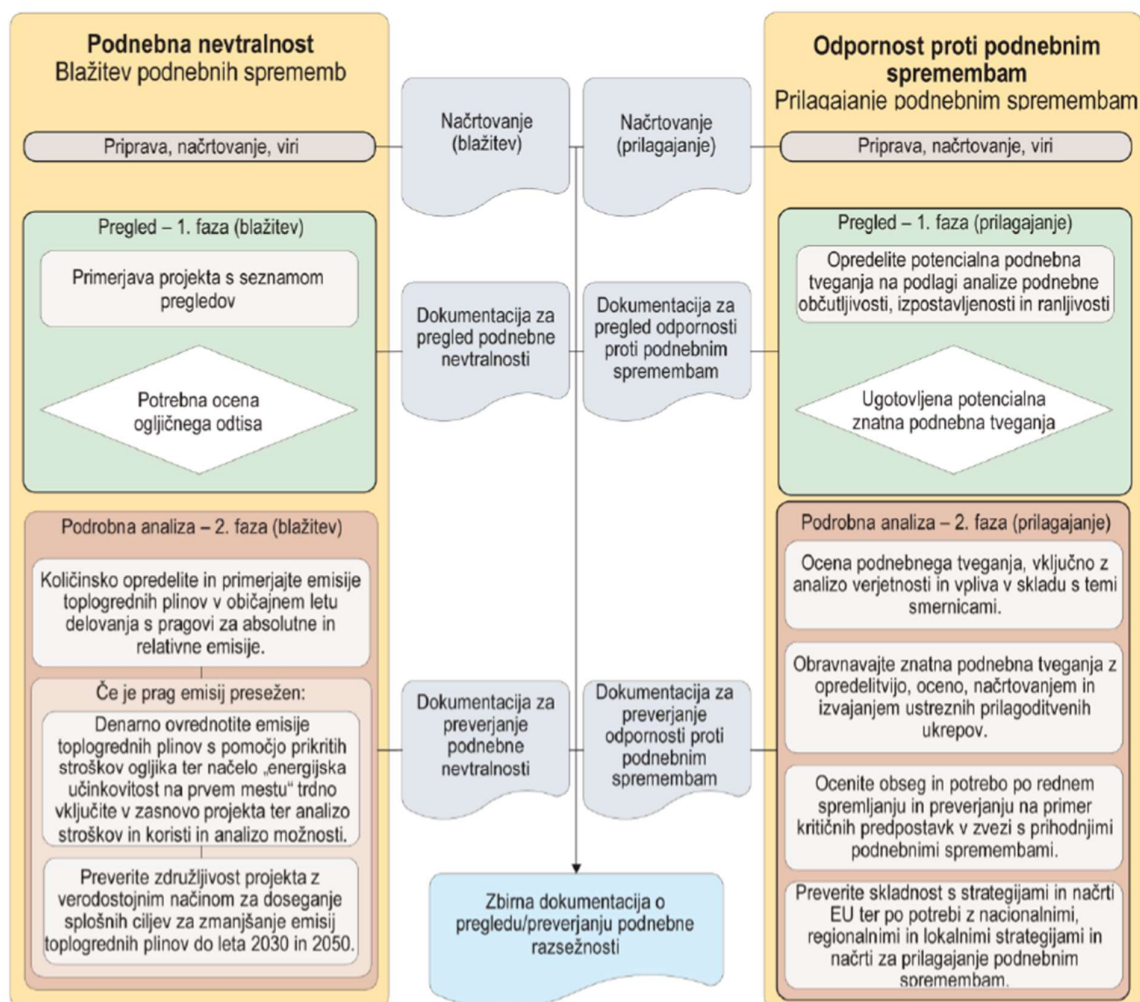 Podnebna nevtralnost
Blažitev podnebnih sprememb
Priprava, načrtovanje, viri
Pregled – 1. faza (blažitev)
Primerjava projekta s seznamom
pregledov
Potrebna ocena
ogljičnega odtisa
Podrobna analiza – 2. faza (blažitev)
Količinsko opredelite in primerjajte emisije
toplogrednih plinov v običajnem letu
delovanja s pragovi za absolutne in
relativne emisije.
Če je prag emisij presežen:
Denarno ovrednotite emisije
toplogrednih plinov s pomočjo prikritih
stroškov ogljika ter načelo „energijska
učinkovitost na prvem mestu“ trdno
vključite v zasnovo projekta ter analizo
stroškov in koristi in analizo možnosti.
Preverite združljivost projekta z
verodostojnim načinom za doseganje
splošnih ciljev za zmanjšanje emisij
toplogrednih plinov do leta 2030 in 2050.
Načrtovanje
(blažitev)
Načrtovanje
(prilagajanje)
Dokumentacija za
pregled podnebne
nevtralnosti
Dokumentacija za
pregled odpornosti
proti podnebnim
spremembam
Dokumentacija za
preverjanje
podnebne
nevtralnosti
Dokumentacija za
preverjanje
odpornosti proti
podnebnim
spremembam
Zbirna dokumentacija o
pregledu/preverjanju podnebne
razsežnosti
Odpornost proti podnebnim
spremembam
Prilagajanje podnebnim spremembam
Priprava, načrtovanje, viri
Pregled – 1. faza (prilagajanje)
Opredelite potencialna podnebna
tveganja na podlagi analize podnebne
občutljivosti, izpostavljenosti in ranljivosti
Ugotovljena potencialna
znatna podnebna tveganja
Podrobna analiza – 2. faza (prilagajanje)
Ocena podnebnega tveganja, vključno z
analizo verjetnosti in vpliva v skladu s temi
smernicami.
Obravnavajte znatna podnebna tveganja z
opredelitvijo, oceno, načrtovanjem in
izvajanjem ustreznih prilagoditvenih
ukrepov.
Ocenite obseg in potrebo po rednem
spremljanju in preverjanju na primer
kritičnih predpostavk v zvezi s prihodnjimi
podnebnimi spremembami.
Preverite skladnost s strategijami in načrti
EU ter po potrebi z nacionalnimi,
regionalnimi in lokalnimi strategijami in
načrti za prilagajanje podnebnim
spremembam.